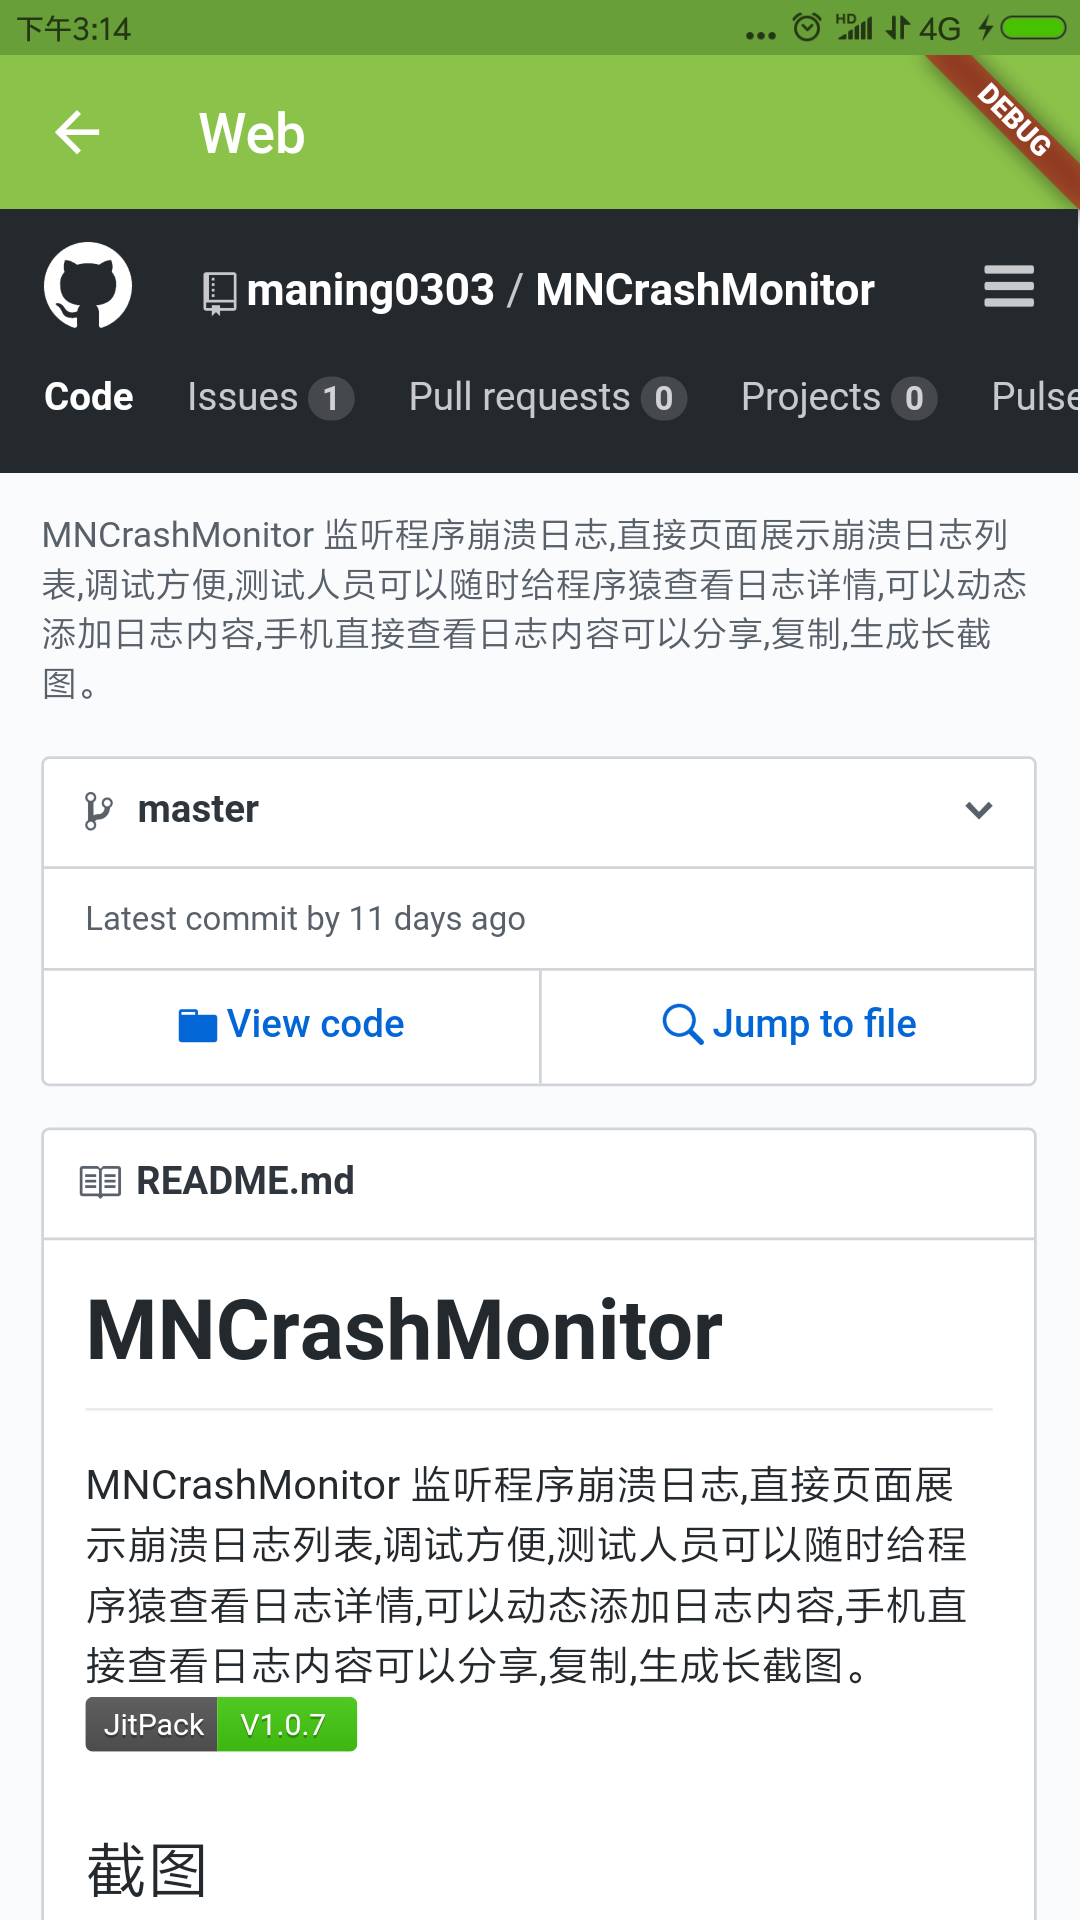 下午3:14
HD 4G
Web
DEBUG
maning0303 / MNCrashMonitor
Code Issues 1 Pull requests 0 Projects 0 Pulse
MNCrashMonitor 监听程序崩溃日志,直接页面展示崩溃日志列
表,调试方便,测试人员可以随时给程序猿查看日志详情,可以动态
添加日志内容,手机直接查看日志内容可以分享,复制,生成长截
图。
master
Latest commit by 11 days ago
View code Jump to file
README.md
MNCrashMonitor
MNCrashMonitor 监听程序崩溃日志,直接页面展
示崩溃日志列表,调试方便,测试人员可以随时给程
序猿查看日志详情,可以动态添加日志内容,手机直
接查看日志内容可以分享,复制,生成长截图。
JitPack V1.0.7
截图